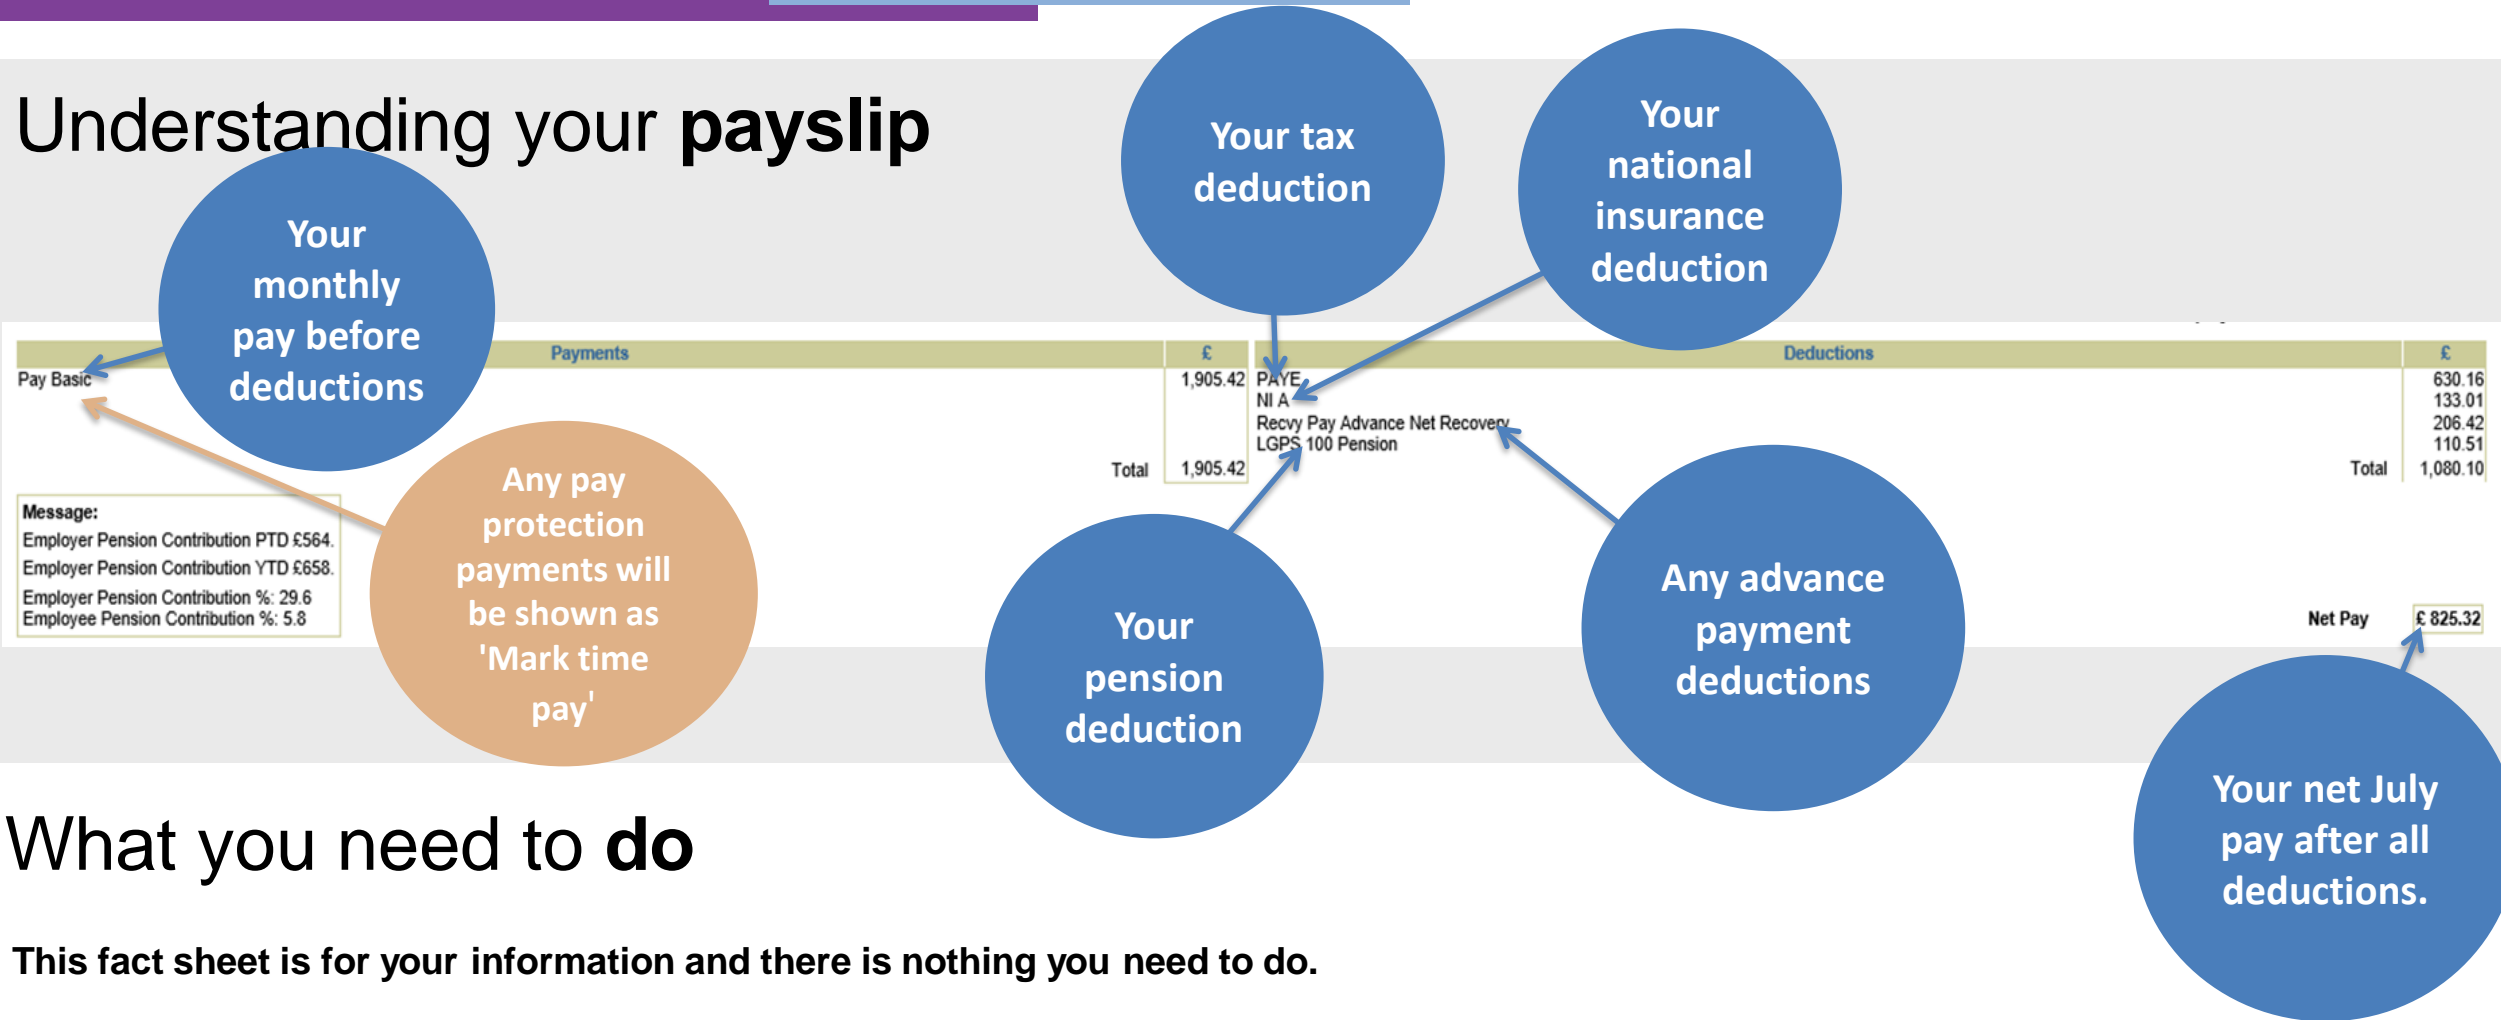 Understanding your payslip
Your
monthly
pay before
deductions
Your tax
deduction
Your
national
insurance
deduction
Payments £ Deductions £
Pay Basic 1,905.42 PAYE 630.16
NI A 133.01
Recvy Pay Advance Net Recovery 206.42
LGPS 100 Pension 110.51
Total 1,905.42 Total 1,080.10
Message:
Employer Pension Contribution PTD £564.
Employer Pension Contribution YTD £658.
Employer Pension Contribution %: 29.6
Employee Pension Contribution %: 5.8
Net Pay £ 825.32
Any pay
protection
payments will
be shown as
'Mark time
pay'
Your
pension
deduction
Any advance
payment
deductions
Your net July
pay after all
deductions.
What you need to do
This fact sheet is for your information and there is nothing you need to do.